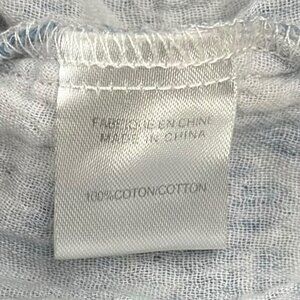 FABRIQUE EN CHINE
MADE IN CHINA
100%COTON/COTTON